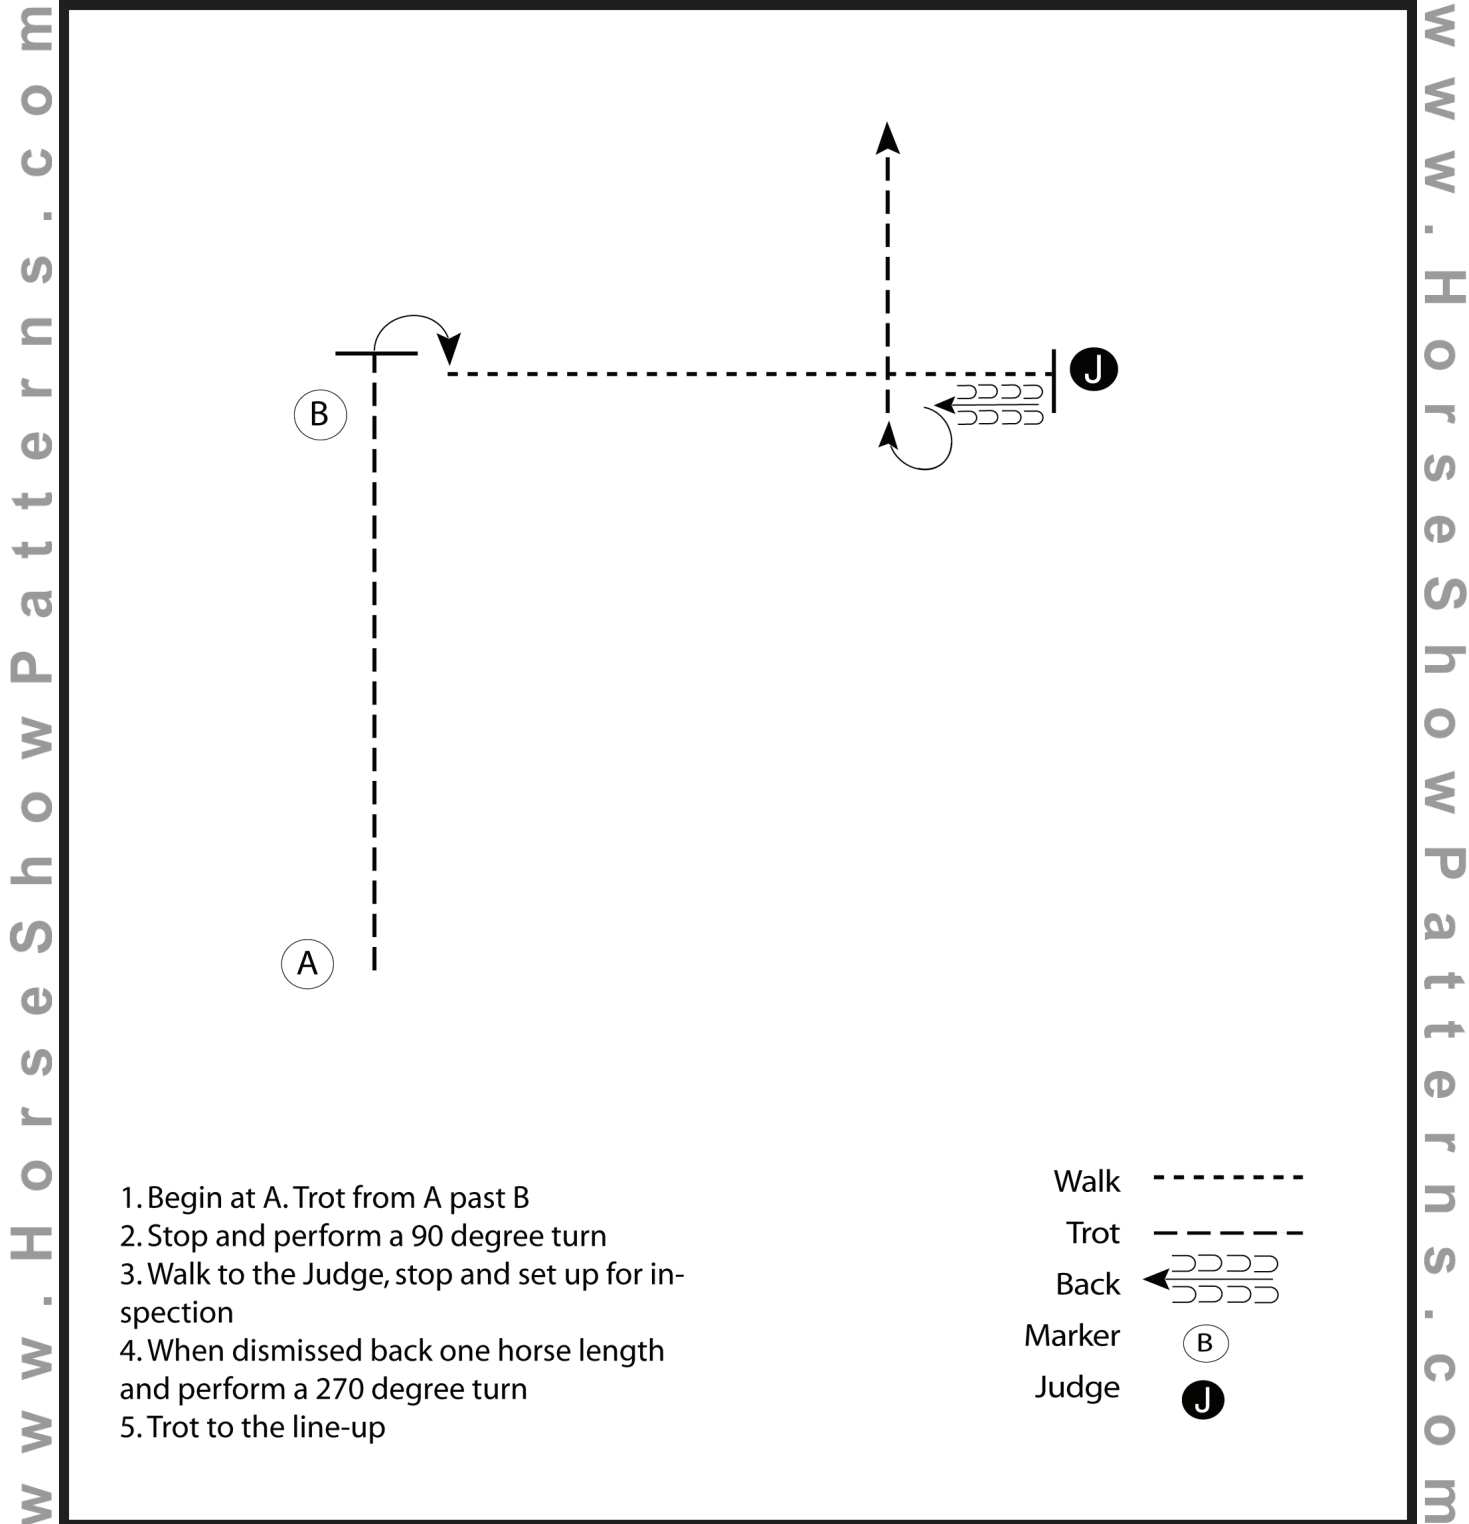 www.HorseShowPatterns.com
B
J
A
1. Begin at A. Trot from A past B
2. Stop and perform a 90 degree turn
3. Walk to the Judge, stop and set up for in-
spection
4. When dismissed back one horse length
and perform a 270 degree turn
5. Trot to the line-up
Walk
Trot
Back
Marker B
Judge J
www.HorseShowPatterns.com